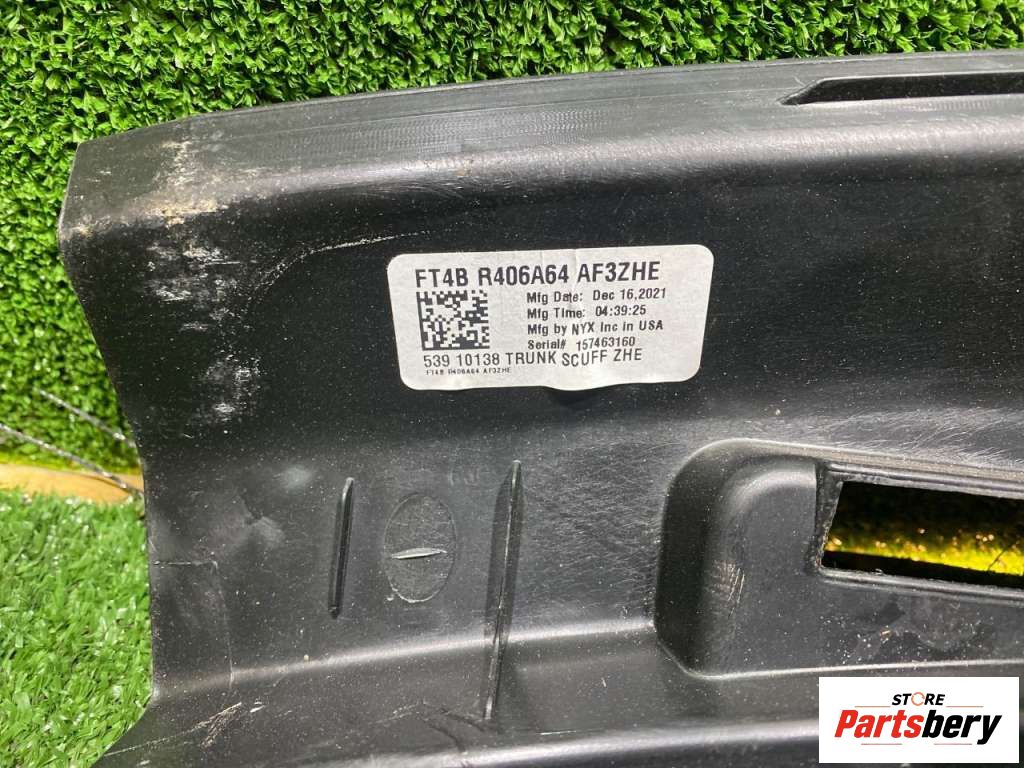 FT4B R406A64 AF3ZHE
Mfg Date: Dec 16,2021
Mfg Time: 04:39:25
Mfg by NYX Inc in USA
Serial# 157463160
539 10138 TRUNK SCUFF ZHE
FT4B R406A64 AF3ZHE
STORE
Partsbery